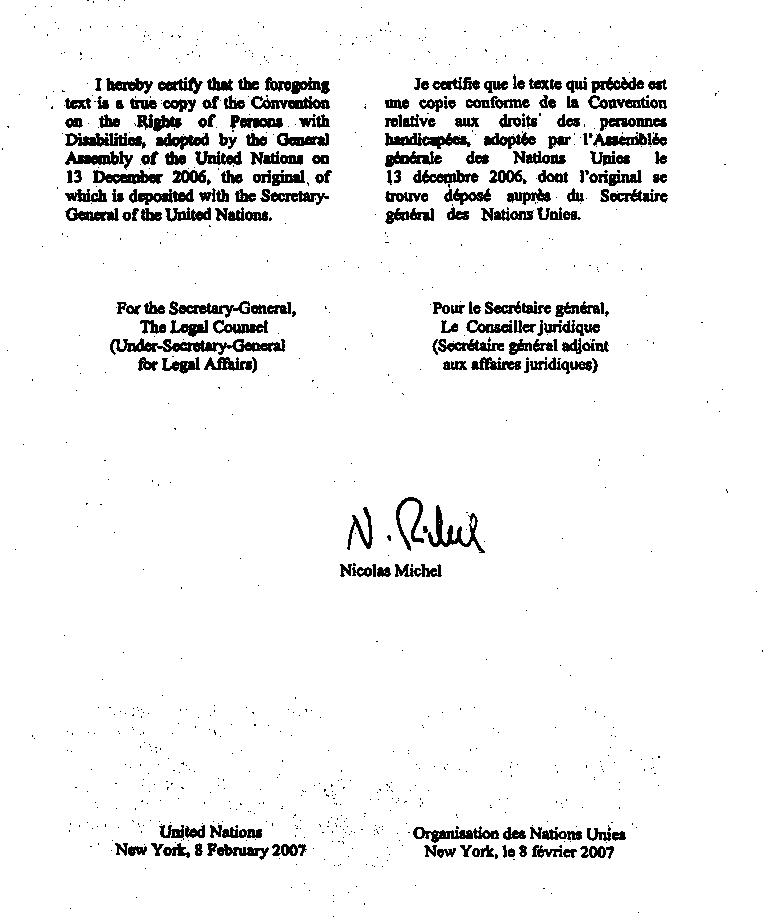 I hereby certify that the foregoing
text is a true copy of the Convention
on the Rights of Persons with
Disabilities, adopted by the General
Assembly of the United Nations on
13 December 2006, the original of
which is deposited with the Secretary-
General of the United Nations.
Je certifie que le texte qui précède est
une copie conforme de la Convention
relative aux droits des personnes
handicapées, adoptée par l'Assemblée
générale des Nations Unies le
13 décembre 2006, dont l'original se
trouve déposé auprès du Secrétaire
général des Nations Unies.
For the Secretary-General,
The Legal Counsel
(Under-Secretary-General
for Legal Affairs)
Pour le Secrétaire général,
Le Conseiller juridique
(Secrétaire général adjoint
aux affaires juridiques)
N.
Nicolas Michel
United Nations
New York, 8 February 2007
Organisation des Nations Unies
New York, le 8 février 2007